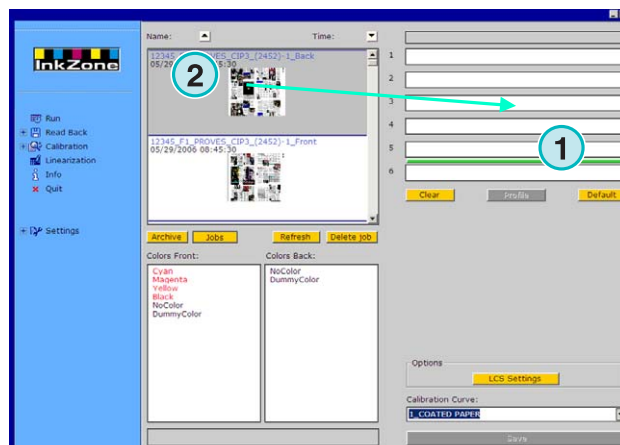 InkZone
Run
Read Back
Calibration
Linearization
Info
Quit
Settings
Name: Time:
12345_F1_PROVES_CIP3_(2452)-1_Back
05/29/2006 08:45:30
2
12345_F1_PROVES_CIP3_(2452)-1_Front
05/29/2006 08:45:30
Archive Jobs Refresh Delete job
Colors Front: Colors Back:
Cyan
Magenta
Yellow
Black
NoColor
DummyColor
NoColor
DummyColor
1
2
3
4
5
6
1
Clear Profile Default
Options
LCS Settings
Calibration Curve:
1_COATED PAPER
Save